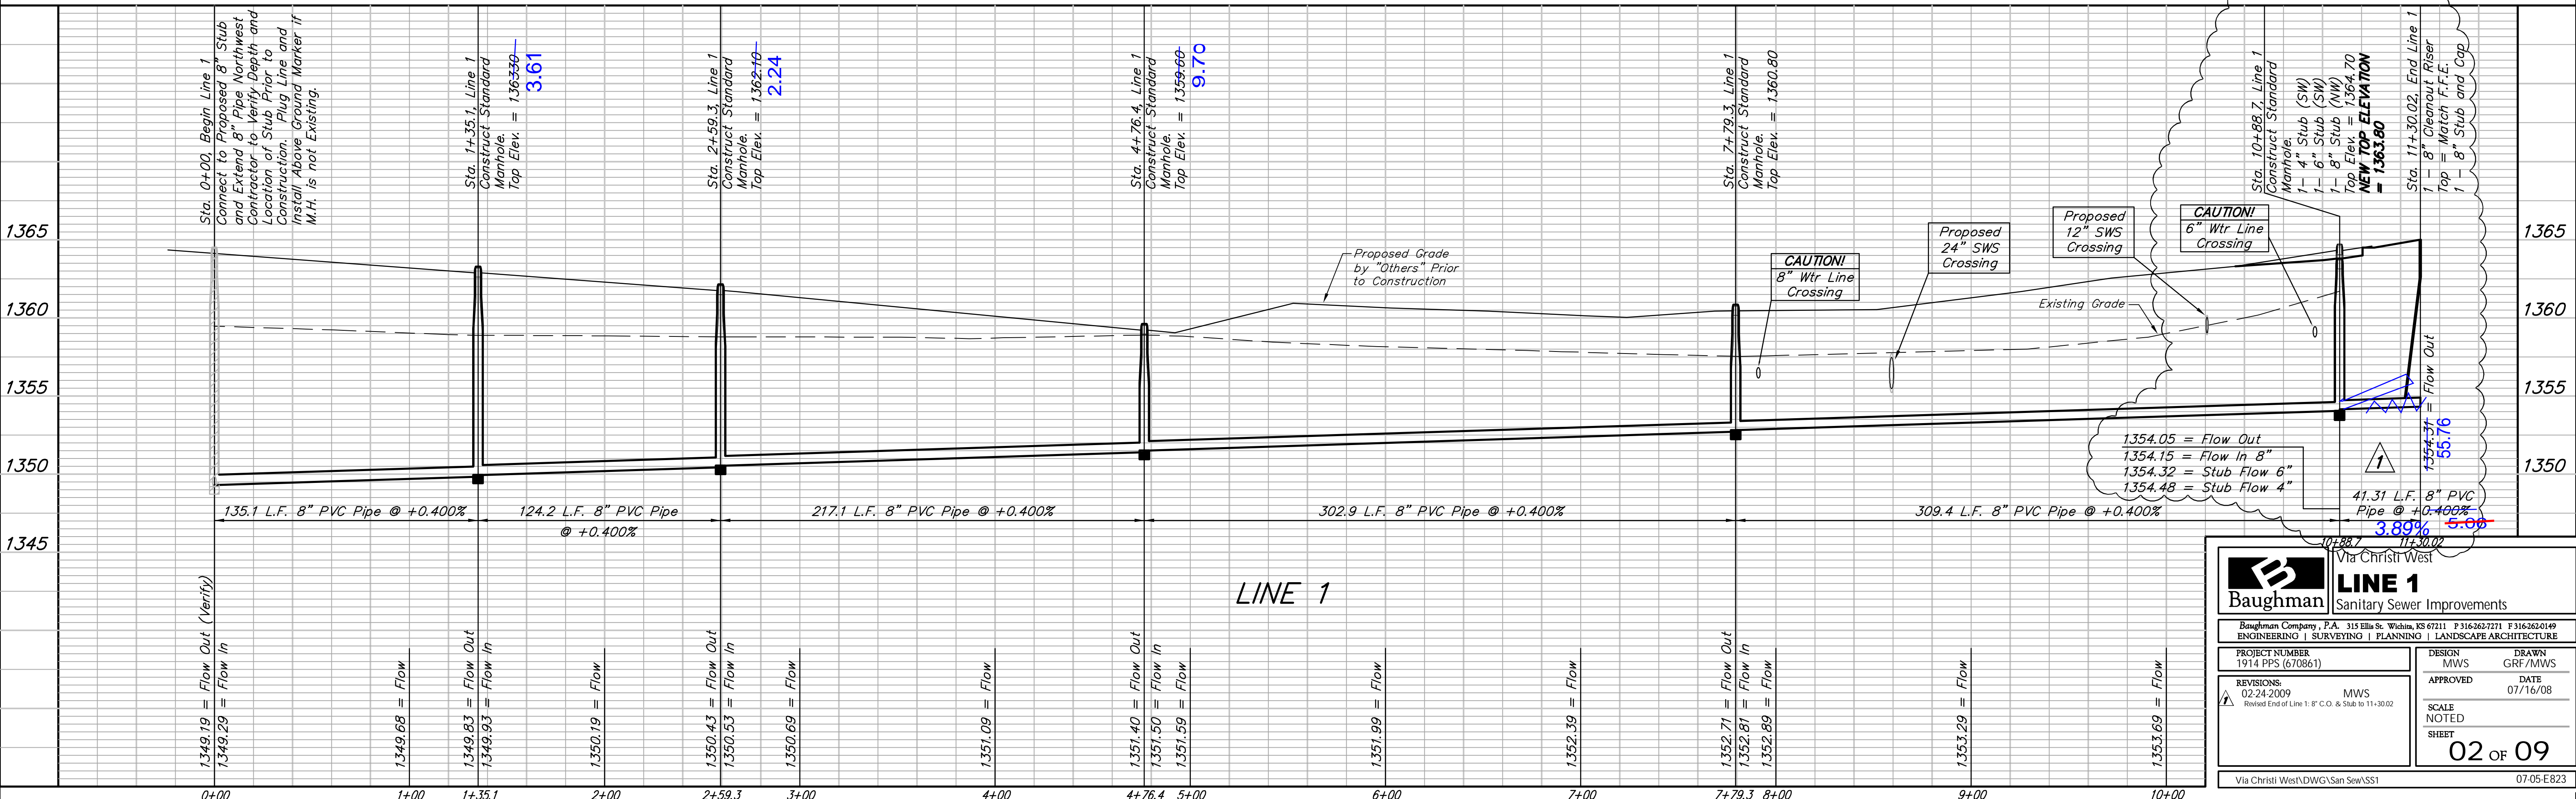 Sta. 0+00, Begin Line 1
Connect to Proposed 8" Stub
and Extend 8" Pipe Northwest
Contractor to Verify Depth and
Location of Stub Prior to
Construction. Plug Line and
Install Above Ground Marker if
M.H. is not Existing.
Sta. 1+35.1, Line 1
Construct Standard
Manhole.
Top Elev. = 1363.30
3.61
Sta. 2+59.3, Line 1
Construct Standard
Manhole.
Top Elev. = 1362.10
2.24
Sta. 4+76.4, Line 1
Construct Standard
Manhole.
Top Elev. = 1359.60
9.70
Sta. 7+79.3, Line 1
Construct Standard
Manhole.
Top Elev. = 1360.80
Sta. 10+88.7, Line 1
Construct Standard
Manhole.
1- 4" Stub (SW)
1- 6" Stub (SW)
1- 8" Stub (NW)
Top Elev. = 1364.70
NEW TOP ELEVATION
= 1363.80
Sta. 11+30.02, End Line 1
1 - 8" Cleanout Riser
Top = Match F.F.E.
1 - 8" Stub and Cap
1365
1360
1355
1350
1345
1365
1360
1355
1350
Proposed Grade
by "Others" Prior
to Construction
CAUTION!
8" Wtr Line
Crossing
Proposed
24" SWS
Crossing
Proposed
12" SWS
Crossing
CAUTION!
6" Wtr Line
Crossing
Existing Grade
1354.31 = Flow Out
55.76
1354.05 = Flow Out
1354.15 = Flow In 8"
1354.32 = Stub Flow 6"
1354.48 = Stub Flow 4"
1
135.1 L.F. 8" PVC Pipe @ +0.400%
124.2 L.F. 8" PVC Pipe
@ +0.400%
217.1 L.F. 8" PVC Pipe @ +0.400%
302.9 L.F. 8" PVC Pipe @ +0.400%
309.4 L.F. 8" PVC Pipe @ +0.400%
41.31 L.F. 8" PVC
Pipe @ +0.400%
3.89%
10+88.7
11+30.02
LINE 1
1349.19 = Flow Out (Verify)
1349.29 = Flow In
1349.68 = Flow
1349.83 = Flow Out
1349.93 = Flow In
1350.19 = Flow
1350.43 = Flow Out
1350.53 = Flow In
1350.69 = Flow
1351.09 = Flow
1351.40 = Flow Out
1351.50 = Flow In
1351.59 = Flow
1351.99 = Flow
1352.39 = Flow
1352.71 = Flow Out
1352.81 = Flow In
1352.89 = Flow
1353.29 = Flow
1353.69 = Flow
0+00
1+00
1+35.1
2+00
2+59.3
3+00
4+00
4+76.4
5+00
6+00
7+00
7+79.3
8+00
9+00
10+00
B
Baughman
Via Christi West
LINE 1
Sanitary Sewer Improvements
Baughman Company, P.A. 315 Ellis St. Wichita, KS 67211 P 316-262-7271 F 316-262-0149
ENGINEERING | SURVEYING | PLANNING | LANDSCAPE ARCHITECTURE
PROJECT NUMBER
1914 PPS (670861)
REVISIONS:
1 02-24-2009 MWS
Revised End of Line 1: 8" C.O. & Stub to 11+30.02
DESIGN
MWS
DRAWN
GRF/MWS
APPROVED
DATE
07/16/08
SCALE
NOTED
SHEET
02 OF 09
Via Christi West\DWG\San Sew\SS1
07-05-E823